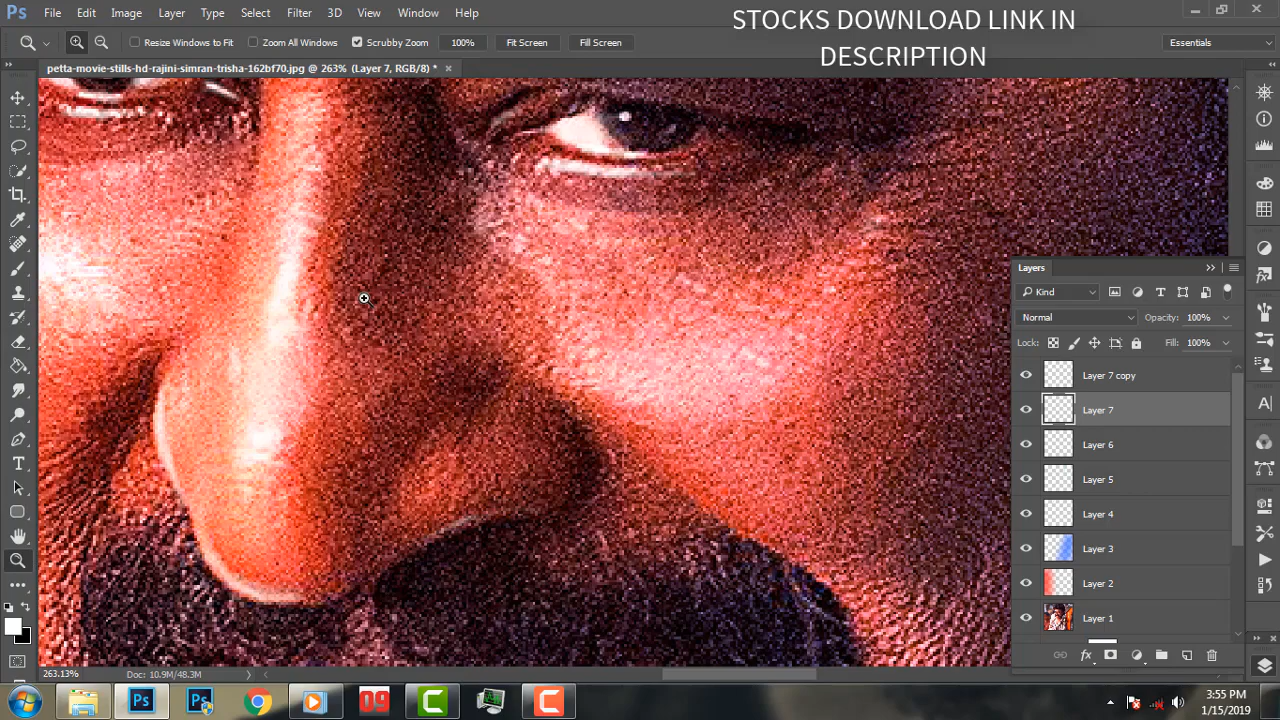 Ps File Edit Image Layer Type Select Filter 3D View Window Help
STOCKS DOWNLOAD LINK IN
DESCRIPTION
Resize Windows to Fit Zoom All Windows Scrubby Zoom 100% Fit Screen Fill Screen Essentials
petta-movie-stills-hd-rajini-simran-trisha-162bf70.jpg @ 263% (Layer 7, RGB/8) *
Layers
Kind
Normal Opacity: 100%
Lock: Fill: 100%
Layer 7 copy
Layer 7
Layer 6
Layer 5
Layer 4
Layer 3
Layer 2
Layer 1
263.13% Doc: 10.9M/48.3M
Ps Ps 09 C C
3:55 PM
1/15/2019